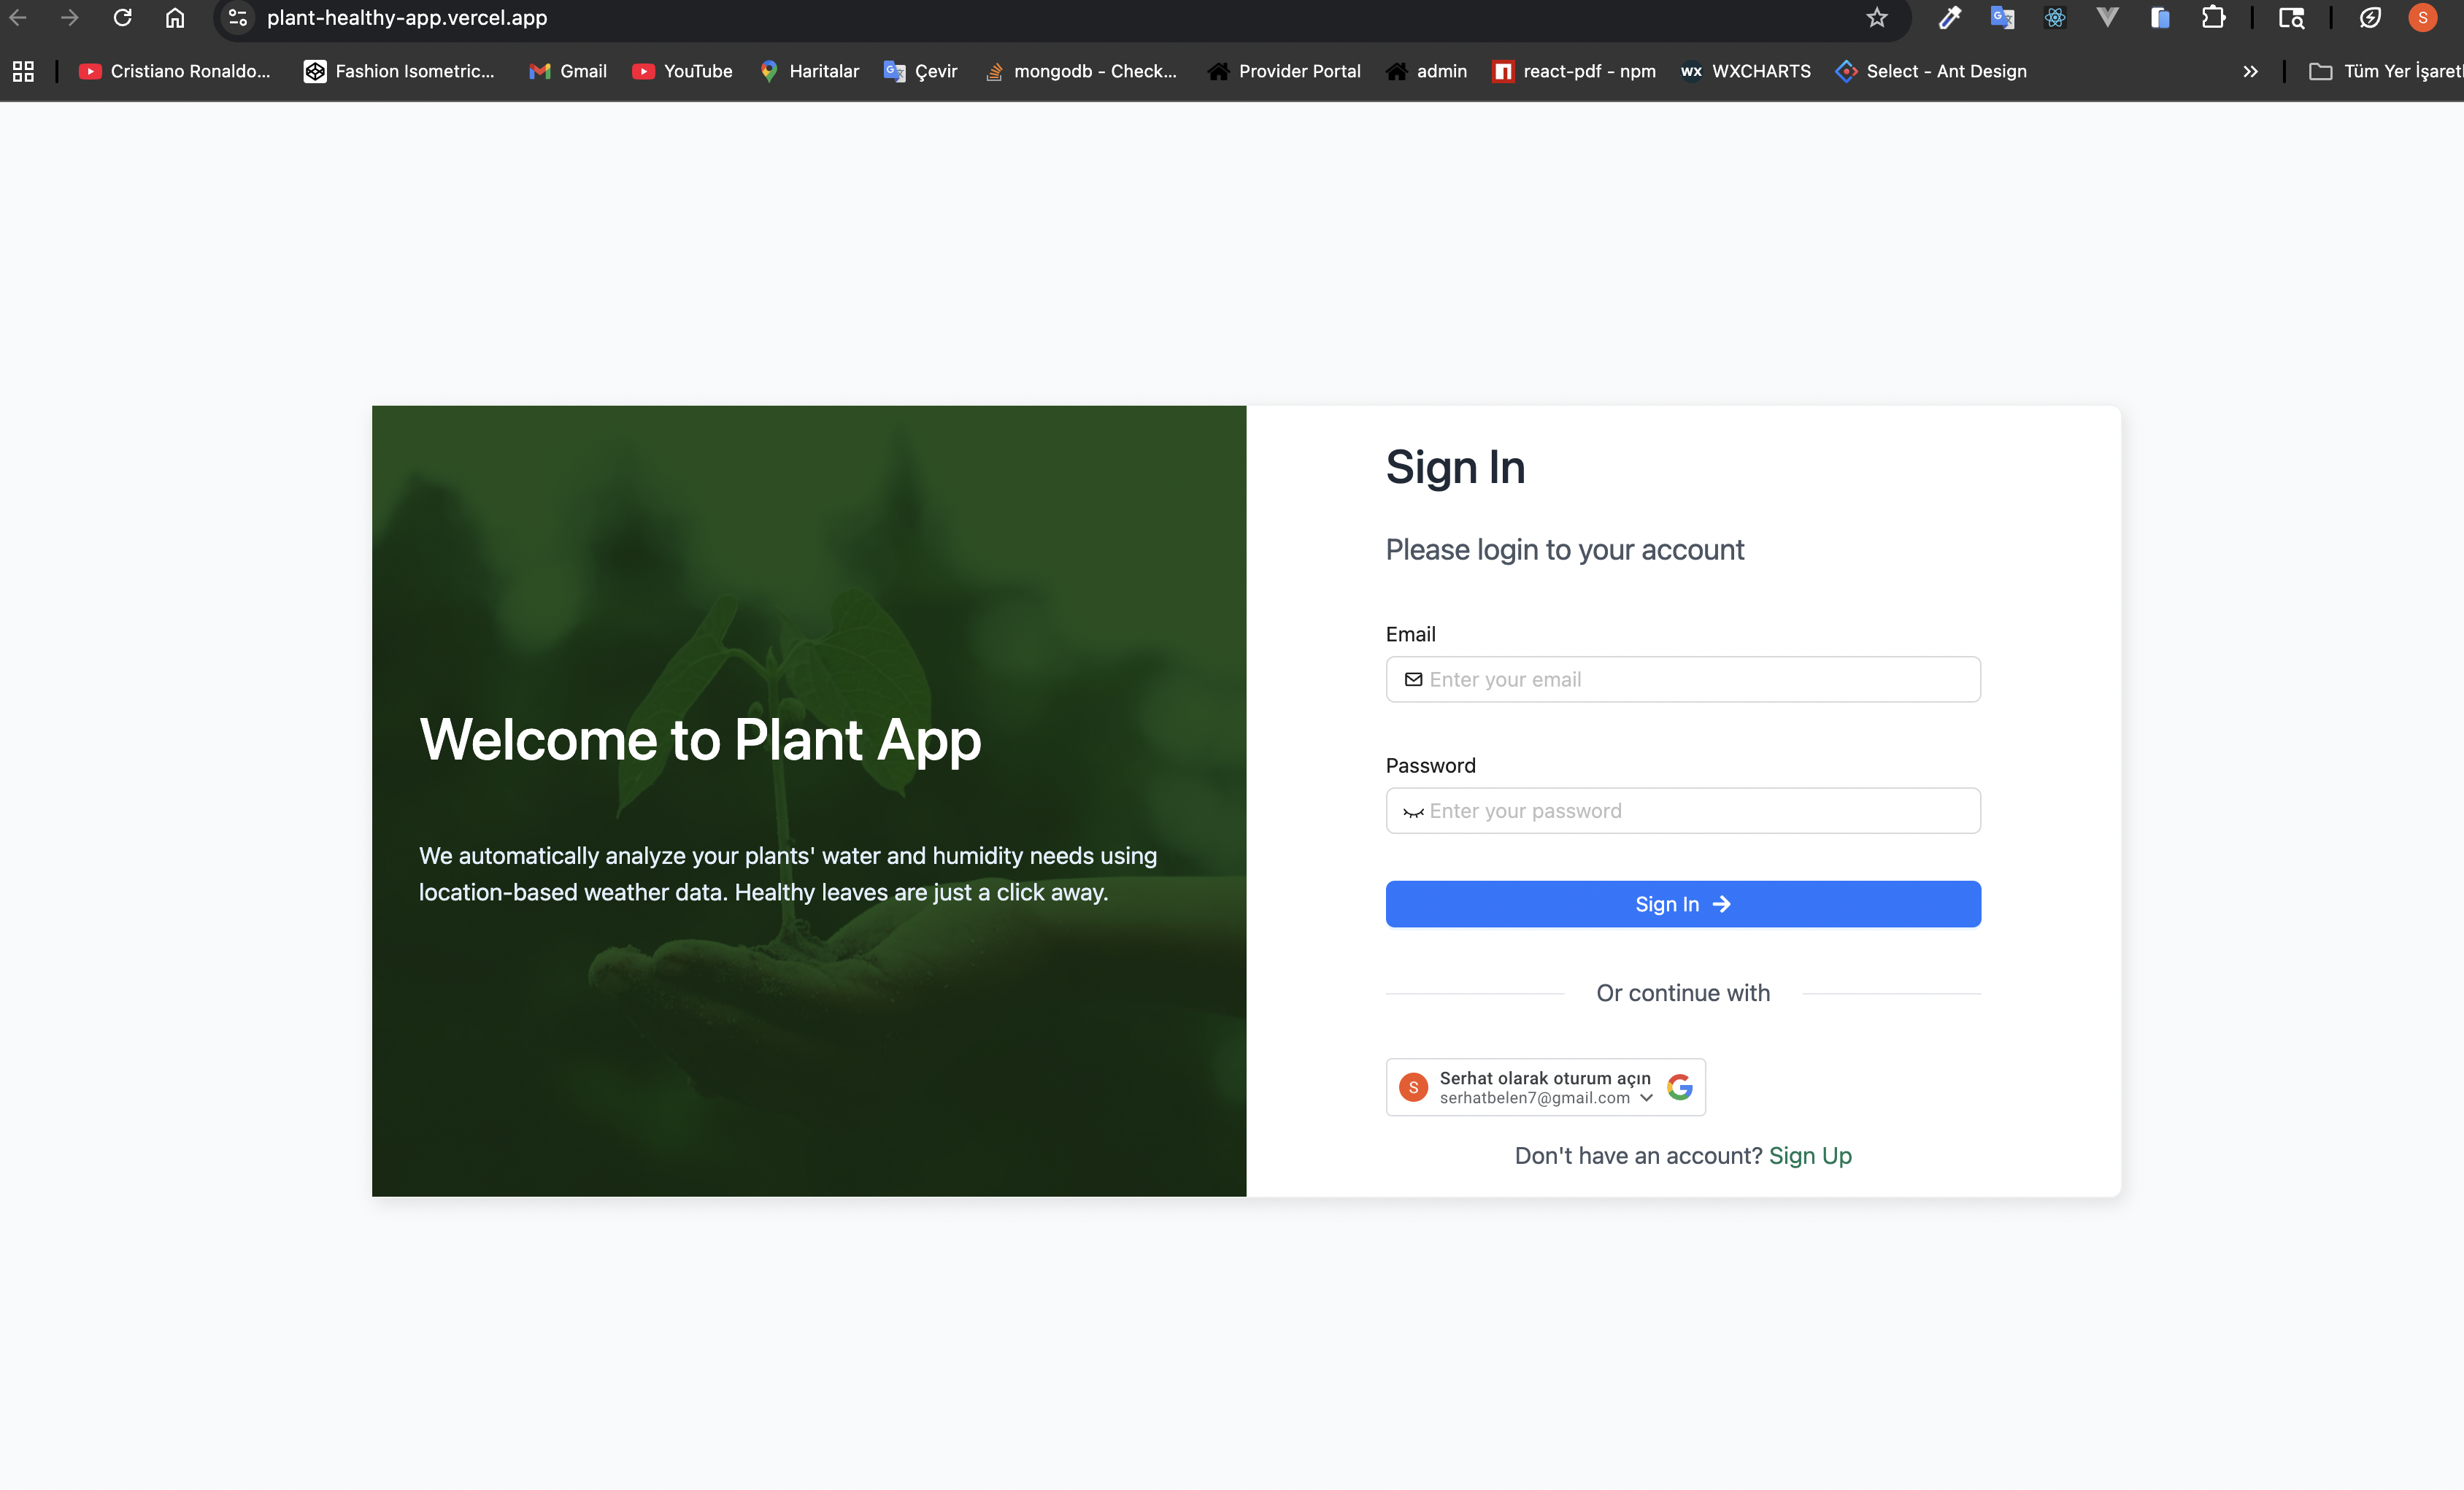 plant-healthy-app.vercel.app
S
Cristiano Ronaldo...
Fashion Isometric...
Gmail
YouTube
Haritalar
Çevir
mongodb - Check...
Provider Portal
admin
react-pdf - npm
WX WXCHARTS
Select - Ant Design
Tüm Yer İşaretl
Welcome to Plant App
We automatically analyze your plants' water and humidity needs using
location-based weather data. Healthy leaves are just a click away.
Sign In
Please login to your account
Email
Enter your email
Password
Enter your password
Sign In
Or continue with
S
Serhat olarak oturum açın
serhatbelen7@gmail.com
Don't have an account? Sign Up